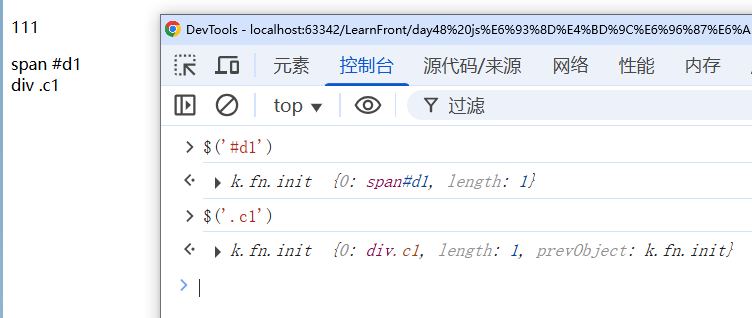 111
span #d1
div .c1
DevTools - localhost:63342/LearnFront/day48%20js%E6%93%8D%E4%BD%9C%E6%96%87%E6%A
元素 控制台 源代码/来源 网络 性能 内存
top ▼ 过滤
> $('#d1')
k.fn.init {0: span#d1, length: 1}
> $('.c1')
k.fn.init {0: div.c1, length: 1, prevObject: k.fn.init}
>